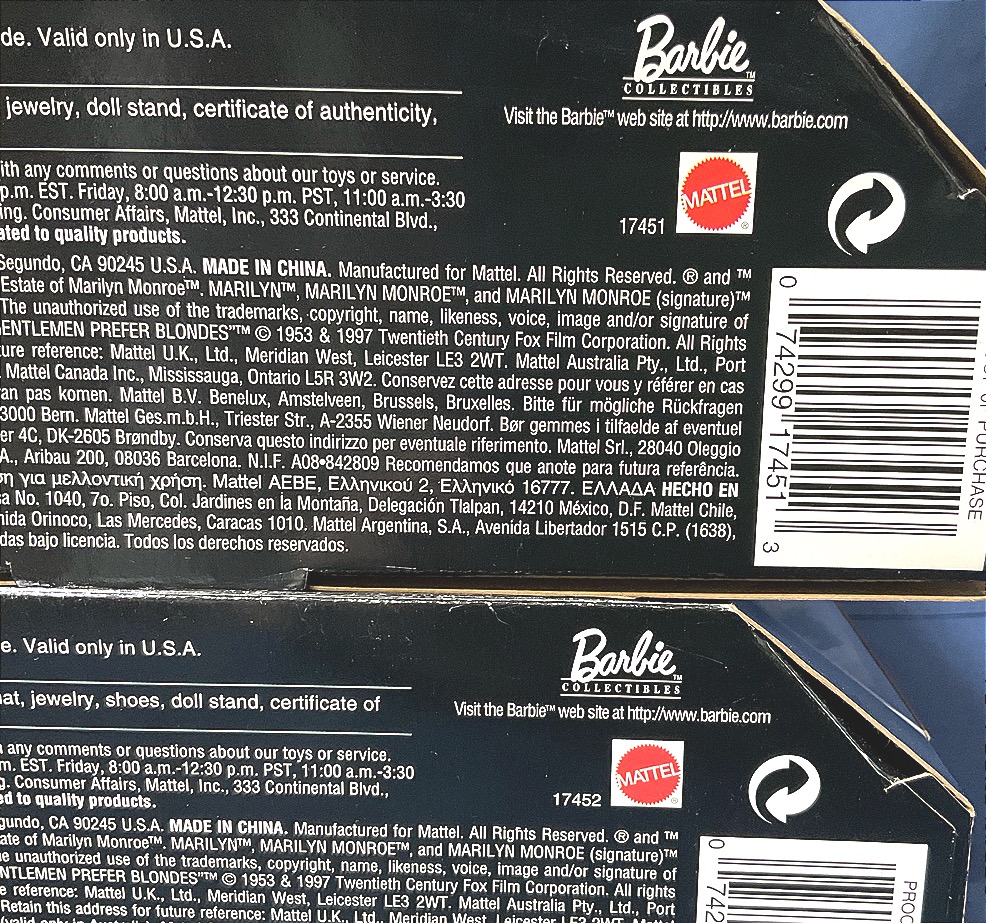 de. Valid only in U.S.A.
Barbie™
COLLECTIBLES
jewelry, doll stand, certificate of authenticity,
Visit the Barbie™ web site at http://www.barbie.com
ith any comments or questions about our toys or service.
p.m. EST. Friday, 8:00 a.m.-12:30 p.m. PST, 11:00 a.m.-3:30
ing. Consumer Affairs, Mattel, Inc., 333 Continental Blvd.,
ated to quality products.
17451
MATTEL®
Segundo, CA 90245 U.S.A. MADE IN CHINA. Manufactured for Mattel. All Rights Reserved. ® and ™
Estate of Marilyn Monroe™. MARILYN™, MARILYN MONROE™, and MARILYN MONROE (signature)™
The unauthorized use of the trademarks, copyright, name, likeness, voice, image and/or signature of
ENTLEMEN PREFER BLONDES"™ © 1953 & 1997 Twentieth Century Fox Film Corporation. All Rights
ure reference: Mattel U.K., Ltd., Meridian West, Leicester LE3 2WT. Mattel Australia Pty., Ltd., Port
Mattel Canada Inc., Mississauga, Ontario L5R 3W2. Conservez cette adresse pour vous y référer en cas
van pas komen. Mattel B.V. Benelux, Amstelveen, Brussels, Bruxelles. Bitte für mögliche Rückfragen
3000 Bern. Mattel Ges.m.b.H., Triester Str., A-2355 Wiener Neudorf. Bør gemmes i tilfaelde af eventuel
er 4C, DK-2605 Brøndby. Conserva questo indirizzo per eventuale riferimento. Mattel Srl., 28040 Oleggio
A., Aribau 200, 08036 Barcelona. N.I.F. A08-842809 Recomendamos que anote para futura referência.
ση για μελλοντική χρήση. Mattel AEBE, Ελληνικού 2, Ελληνικό 16777. ΕΛΛΑΔΑ HECHO EN
a No. 1040, 7o. Piso, Col. Jardines en la Montaña, Delegación Tlalpan, 14210 México, D.F. Mattel Chile,
nida Orinoco, Las Mercedes, Caracas 1010. Mattel Argentina, S.A., Avenida Libertador 1515 C.P. (1638),
das bajo licencia. Todos los derechos reservados.
0 74299 17451 3
OF PURCHASE
e. Valid only in U.S.A.
Barbie™
COLLECTIBLES
hat, jewelry, shoes, doll stand, certificate of
Visit the Barbie™ web site at http://www.barbie.com
any comments or questions about our toys or service.
m. EST. Friday, 8:00 a.m.-12:30 p.m. PST, 11:00 a.m.-3:30
g. Consumer Affairs, Mattel, Inc., 333 Continental Blvd.,
ed to quality products.
17452
MATTEL®
gundo, CA 90245 U.S.A. MADE IN CHINA. Manufactured for Mattel. All Rights Reserved. ® and ™
ate of Marilyn Monroe™. MARILYN™, MARILYN MONROE™, and MARILYN MONROE (signature)™
e unauthorized use of the trademarks, copyright, name, likeness, voice, image and/or signature of
NTLEMEN PREFER BLONDES"™ © 1953 & 1997 Twentieth Century Fox Film Corporation. All rights
e reference: Mattel U.K., Ltd., Meridian West, Leicester LE3 2WT. Mattel Australia Pty., Ltd., Port
Retain this address for future reference: Mattel U.K., Ltd., Meridian West, Leicester LE3 2WT.
0 742
PRO